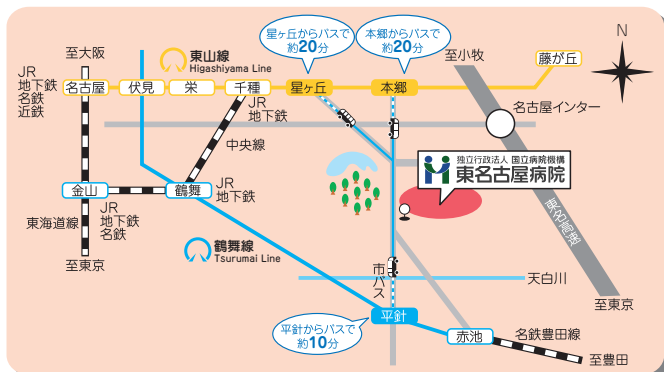 星ヶ丘からバスで
約20分
本郷からバスで
約20分
N
至大阪
東山線
Higashiyama Line
至小牧
藤が丘
JR
地下鉄
名鉄
近鉄
名古屋
伏見
栄
千種
星ヶ丘
本郷
JR
地下鉄
名古屋インター
中央線
独立行政法人 国立病院機構
東名古屋病院
金山
鶴舞
JR
地下鉄
JR
地下鉄
名鉄
東海道線
東名高速
鶴舞線
Tsurumai Line
至東京
市バス
天白川
至東京
平針
平針からバスで
約10分
赤池
名鉄豊田線
至豊田